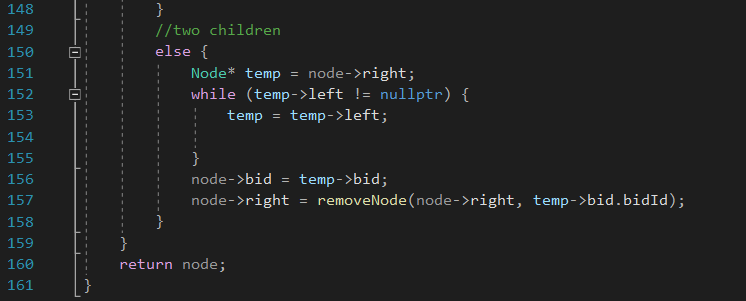 148 }
149 //two children
150 else {
151 Node* temp = node->right;
152 while (temp->left != nullptr) {
153 temp = temp->left;
154
155 }
156 node->bid = temp->bid;
157 node->right = removeNode(node->right, temp->bid.bidId);
158 }
159 }
160 return node;
161 }